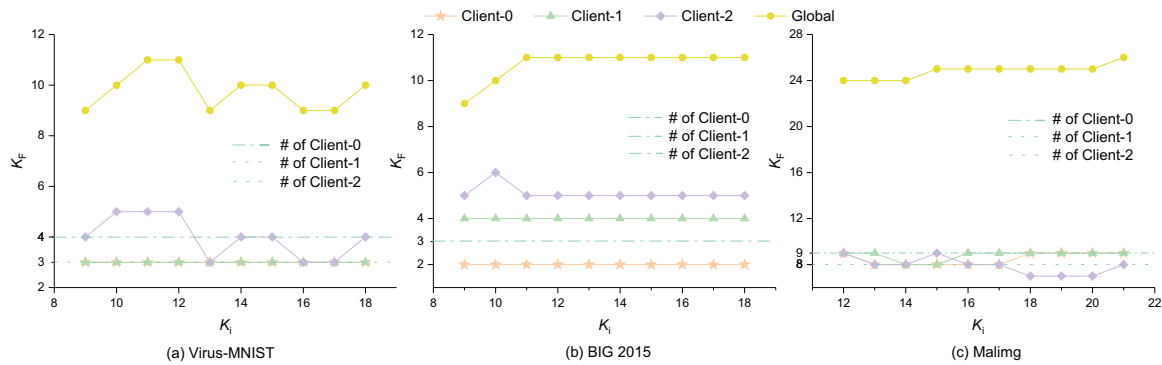 Client-0 Client-1 Client-2 Global
12
10
8
6
4
3
2
K_F
# of Client-0
# of Client-1
# of Client-2
8 10 12 14 16 18
K_i
(a) Virus-MNIST
12
10
8
6
4
3
2
K_F
# of Client-0
# of Client-1
# of Client-2
8 10 12 14 16 18
K_i
(b) BIG 2015
28
24
20
16
12
9
8
K_F
# of Client-0
# of Client-1
# of Client-2
12 14 16 18 20 22
K_i
(c) Malimg